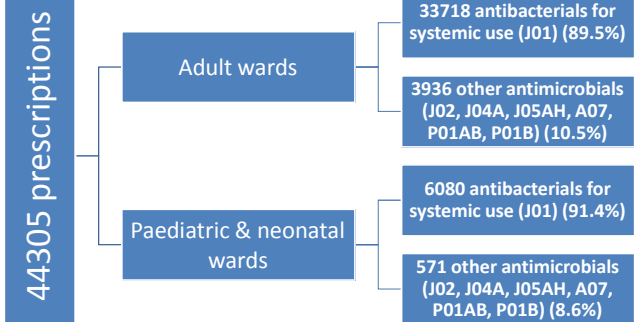 44305 prescriptions
Adult wards
33718 antibacterials for
systemic use (J01) (89.5%)
3936 other antimicrobials
(J02, J04A, J05AH, A07,
P01AB, P01B) (10.5%)
Paediatric & neonatal
wards
6080 antibacterials for
systemic use (J01) (91.4%)
571 other antimicrobials
(J02, J04A, J05AH, A07,
P01AB, P01B) (8.6%)